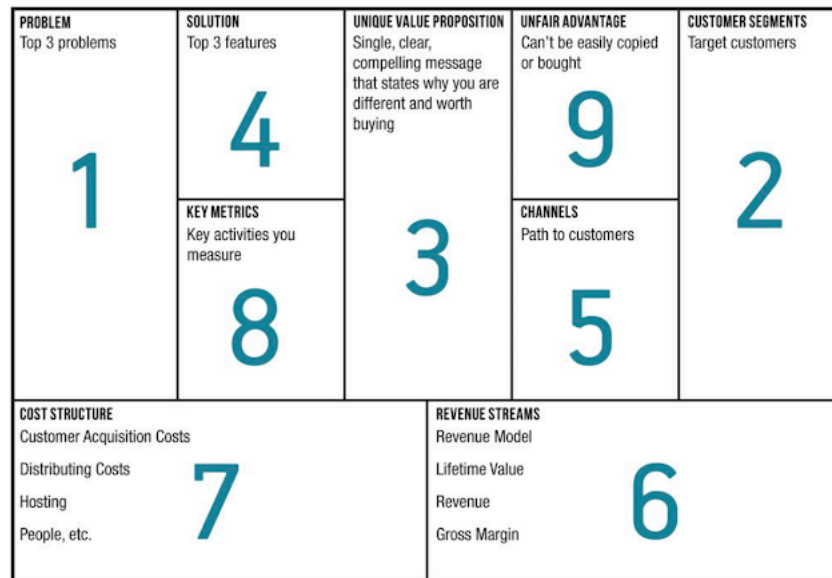 PROBLEM
Top 3 problems
1
SOLUTION
Top 3 features
4
KEY METRICS
Key activities you
measure
8
UNIQUE VALUE PROPOSITION
Single, clear,
compelling message
that states why you are
different and worth
buying
3
UNFAIR ADVANTAGE
Can't be easily copied
or bought
9
CHANNELS
Path to customers
5
CUSTOMER SEGMENTS
Target customers
2
COST STRUCTURE
Customer Acquisition Costs
Distributing Costs
Hosting
People, etc.
7
REVENUE STREAMS
Revenue Model
Lifetime Value
Revenue
Gross Margin
6